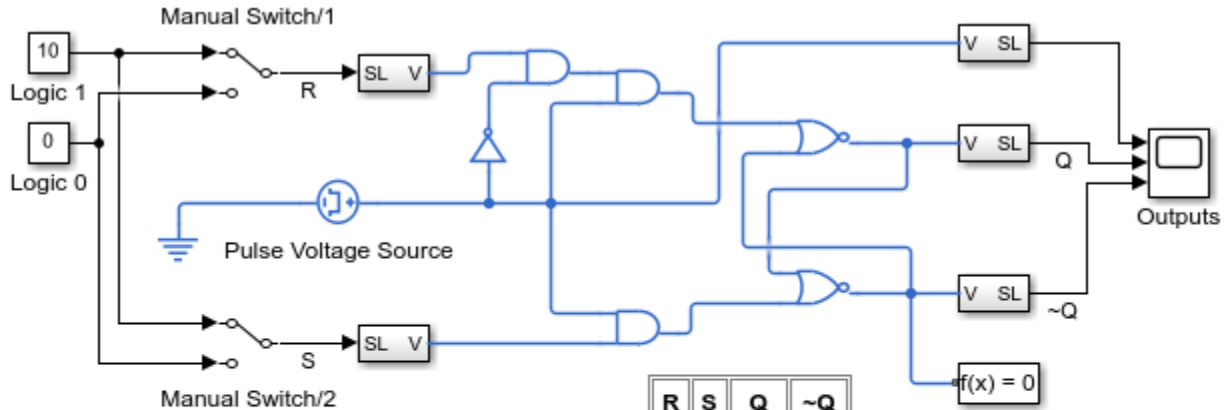 Manual Switch/1
10
Logic 1
R
SL V
V SL
0
Logic 0
V SL
Q
Outputs
Pulse Voltage Source
V SL
~Q
S
SL V
Manual Switch/2
R S Q ~Q
f(x) = 0